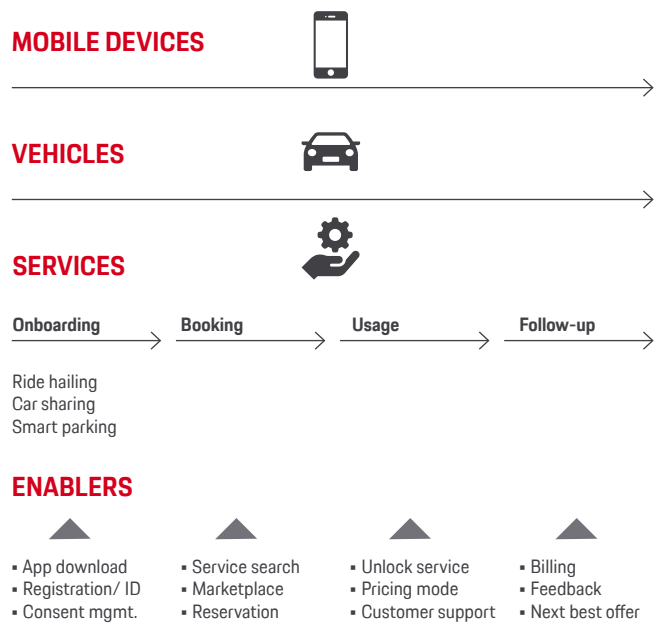 MOBILE DEVICES
VEHICLES
SERVICES
Onboarding
Booking
Usage
Follow-up
Ride hailing
Car sharing
Smart parking
ENABLERS
▪ App download
▪ Registration/ ID
▪ Consent mgmt.
▪ Service search
▪ Marketplace
▪ Reservation
▪ Unlock service
▪ Pricing mode
▪ Customer support
▪ Billing
▪ Feedback
▪ Next best offer